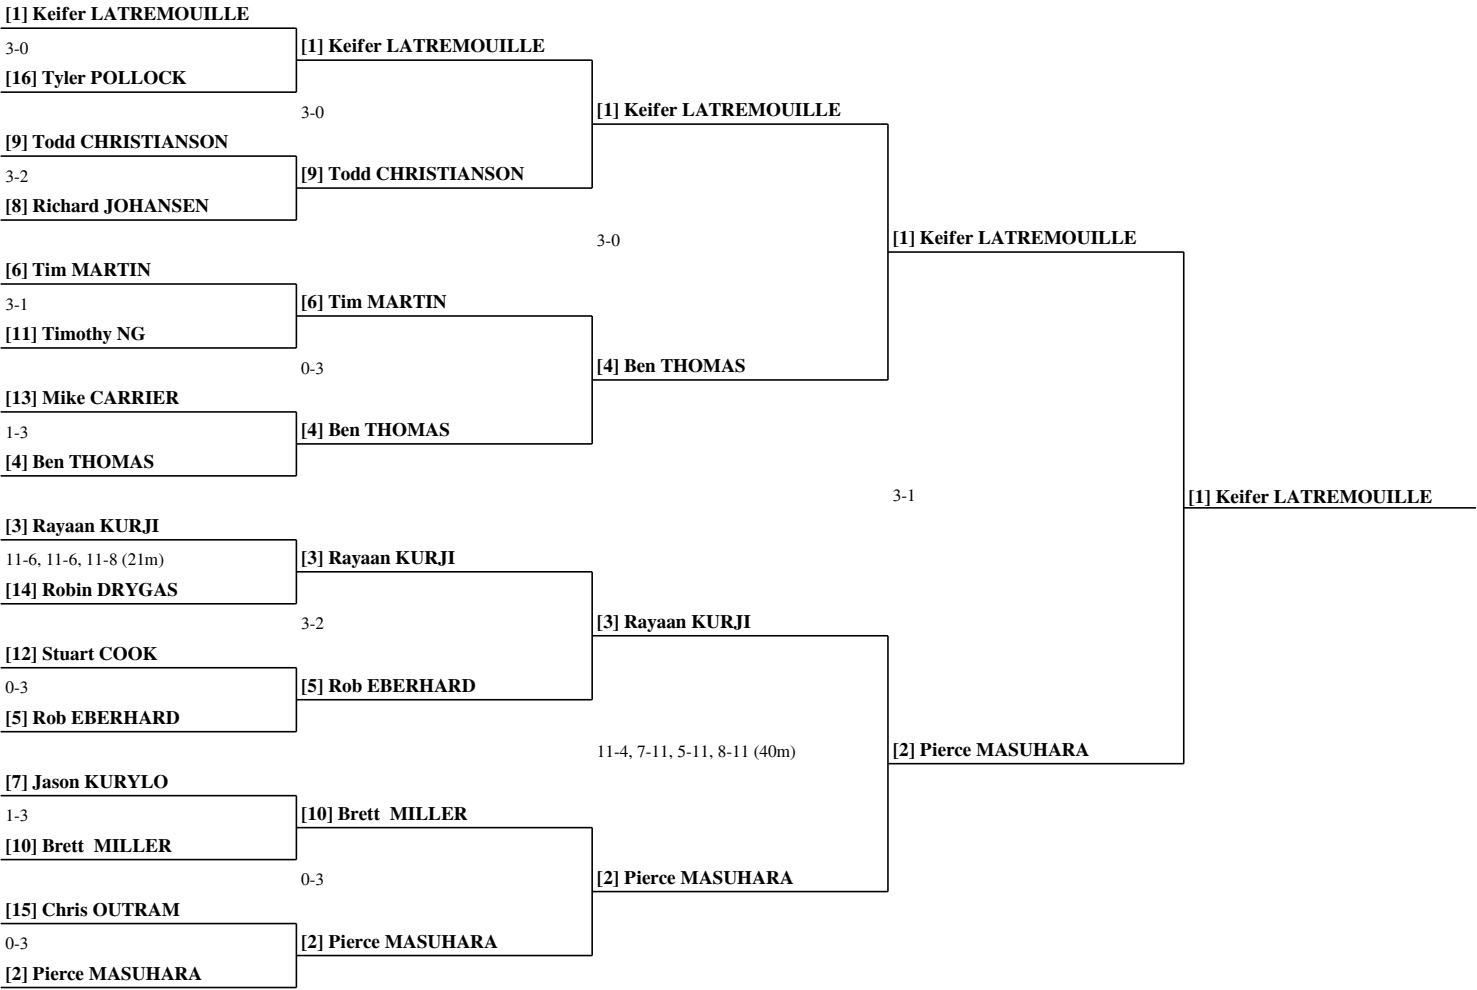 [1] Keifer LATREMOUILLE
3-0
[16] Tyler POLLOCK
[9] Todd CHRISTIANSON
3-2
[8] Richard JOHANSEN
[6] Tim MARTIN
3-1
[11] Timothy NG
[13] Mike CARRIER
1-3
[4] Ben THOMAS
[3] Rayaan KURJI
11-6, 11-6, 11-8 (21m)
[14] Robin DRYGAS
[12] Stuart COOK
0-3
[5] Rob EBERHARD
[7] Jason KURYLO
1-3
[10] Brett  MILLER
[15] Chris OUTRAM
0-3
[2] Pierce MASUHARA
[1] Keifer LATREMOUILLE
3-0
[9] Todd CHRISTIANSON
[6] Tim MARTIN
0-3
[4] Ben THOMAS
[3] Rayaan KURJI
3-2
[5] Rob EBERHARD
[10] Brett  MILLER
0-3
[2] Pierce MASUHARA
[1] Keifer LATREMOUILLE
3-0
[4] Ben THOMAS
[3] Rayaan KURJI
11-4, 7-11, 5-11, 8-11 (40m)
[2] Pierce MASUHARA
[1] Keifer LATREMOUILLE
3-1
[2] Pierce MASUHARA
[1] Keifer LATREMOUILLE